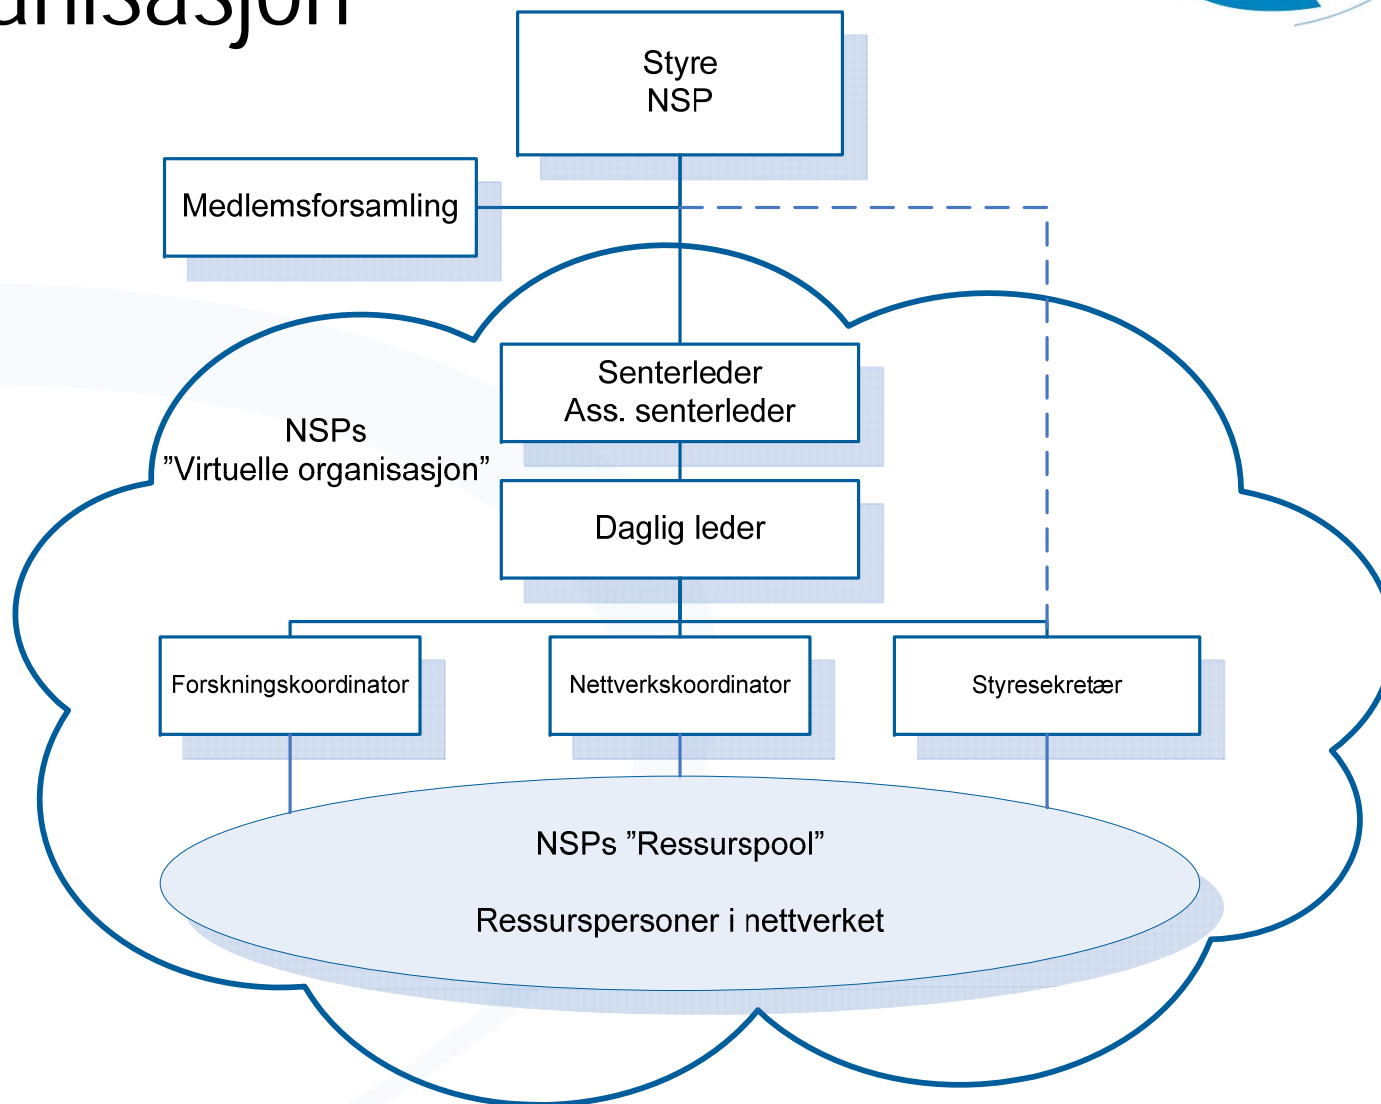 anisasjon
Styre
NSP
Medlemsforsamling
Senterleder
Ass. senterleder
NSPs
”Virtuelle organisasjon”
Daglig leder
Forskningskoordinator
Nettverkskoordinator
Styresekretær
NSPs ”Ressurspool”
Ressurspersoner i nettverket